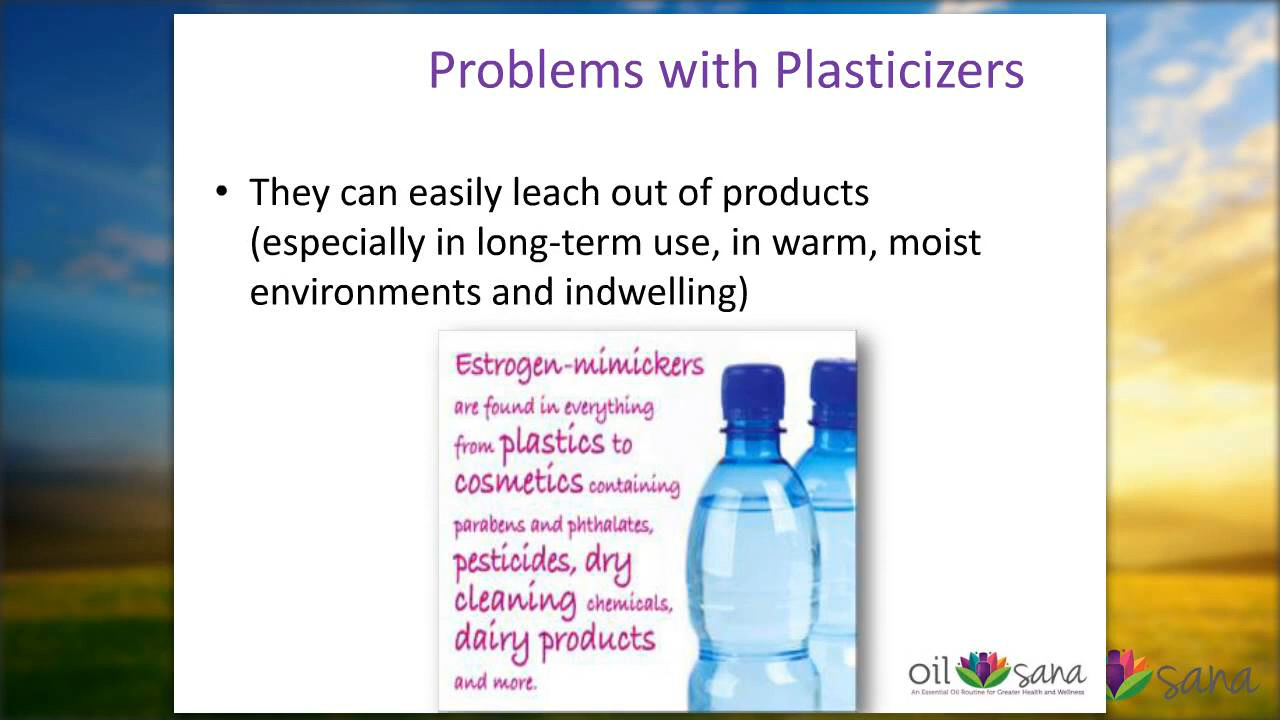 Problems with Plasticizers
• They can easily leach out of products
(especially in long-term use, in warm, moist
environments and indwelling)
Estrogen-mimickers
are found in everything
from plastics to
cosmetics containing
parabens and phthalates,
pesticides, dry
cleaning chemicals,
dairy products
and more.
oil sana
An Essential Oil Routine for Greater Health and Wellness
sana